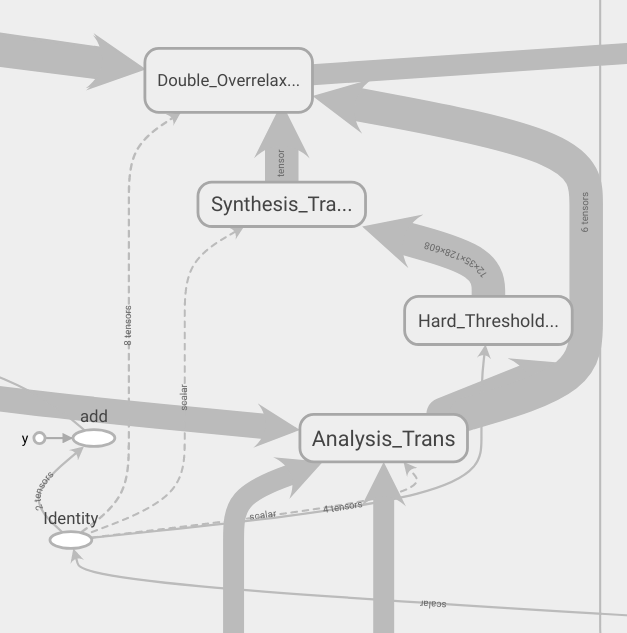 Double_Overrelax...
tensor
Synthesis_Tra...
6 tensors
12×35×128×608
8 tensors
Hard_Threshold...
scalar
add
y
Analysis_Trans
2 tensors
Identity
scalar
4 tensors
scalar